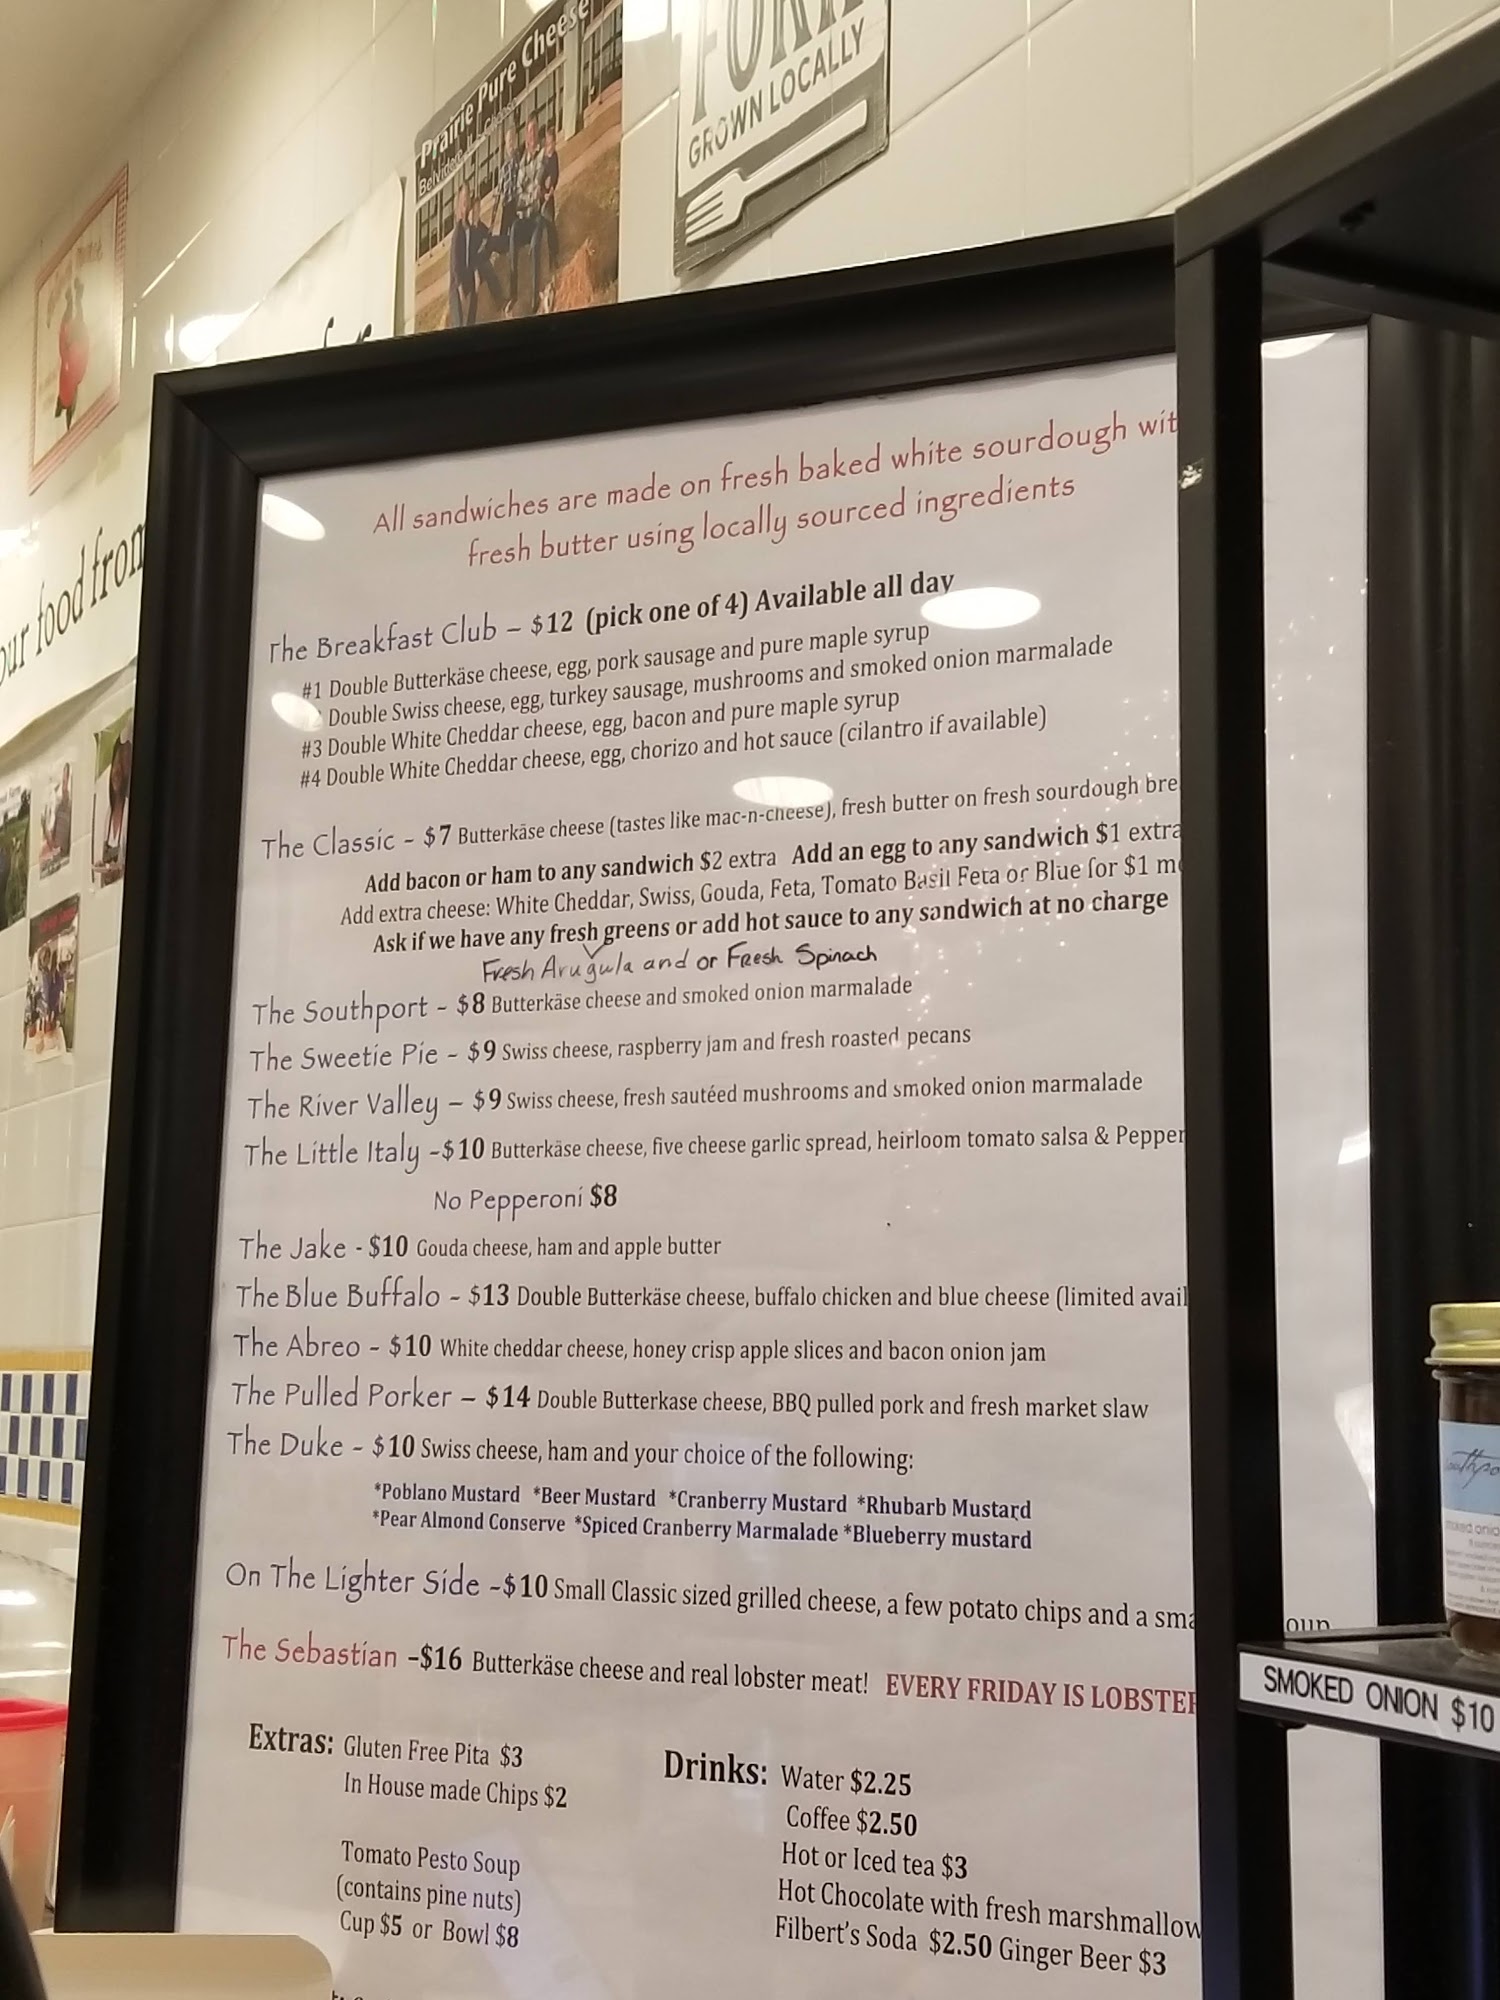 Prairie Pure Cheese
Belvidere, IL - Cheese
GROWN LOCALLY
our food from
All sandwiches are made on fresh baked white sourdough wit
fresh butter using locally sourced ingredients
The Breakfast Club – $12 (pick one of 4) Available all day
#1 Double Butterkäse cheese, egg, pork sausage and pure maple syrup
Double Swiss cheese, egg, turkey sausage, mushrooms and smoked onion marmalade
#3 Double White Cheddar cheese, egg, bacon and pure maple syrup
#4 Double White Cheddar cheese, egg, chorizo and hot sauce (cilantro if available)
The Classic – $7 Butterkäse cheese (tastes like mac-n-cheese), fresh butter on fresh sourdough bre
Add bacon or ham to any sandwich $2 extra Add an egg to any sandwich $1 extra
Add extra cheese: White Cheddar, Swiss, Gouda, Feta, Tomato Basil Feta or Blue for $1 m
Ask if we have any fresh greens or add hot sauce to any sandwich at no charge
Fresh Arugula and or Fresh Spinach
The Southport – $8 Butterkäse cheese and smoked onion marmalade
The Sweetie Pie – $9 Swiss cheese, raspberry jam and fresh roasted pecans
The River Valley – $9 Swiss cheese, fresh sautéed mushrooms and smoked onion marmalade
The Little Italy –$10 Butterkäse cheese, five cheese garlic spread, heirloom tomato salsa & Pepper
No Pepperoni $8
The Jake - $10 Gouda cheese, ham and apple butter
The Blue Buffalo – $13 Double Butterkäse cheese, buffalo chicken and blue cheese (limited avail
The Abreo – $10 White cheddar cheese, honey crisp apple slices and bacon onion jam
The Pulled Porker – $14 Double Butterkase cheese, BBQ pulled pork and fresh market slaw
The Duke – $10 Swiss cheese, ham and your choice of the following:
*Poblano Mustard *Beer Mustard *Cranberry Mustard *Rhubarb Mustard
*Pear Almond Conserve *Spiced Cranberry Marmalade *Blueberry mustard
On The Lighter Side –$10 Small Classic sized grilled cheese, a few potato chips and a sma oup
The Sebastian –$16 Butterkäse cheese and real lobster meat! EVERY FRIDAY IS LOBSTER
Extras: Gluten Free Pita $3
In House made Chips $2
Tomato Pesto Soup
(contains pine nuts)
Cup $5 or Bowl $8
Drinks: Water $2.25
Coffee $2.50
Hot or Iced tea $3
Hot Chocolate with fresh marshmallow
Filbert's Soda $2.50 Ginger Beer $3
SMOKED ONION $10